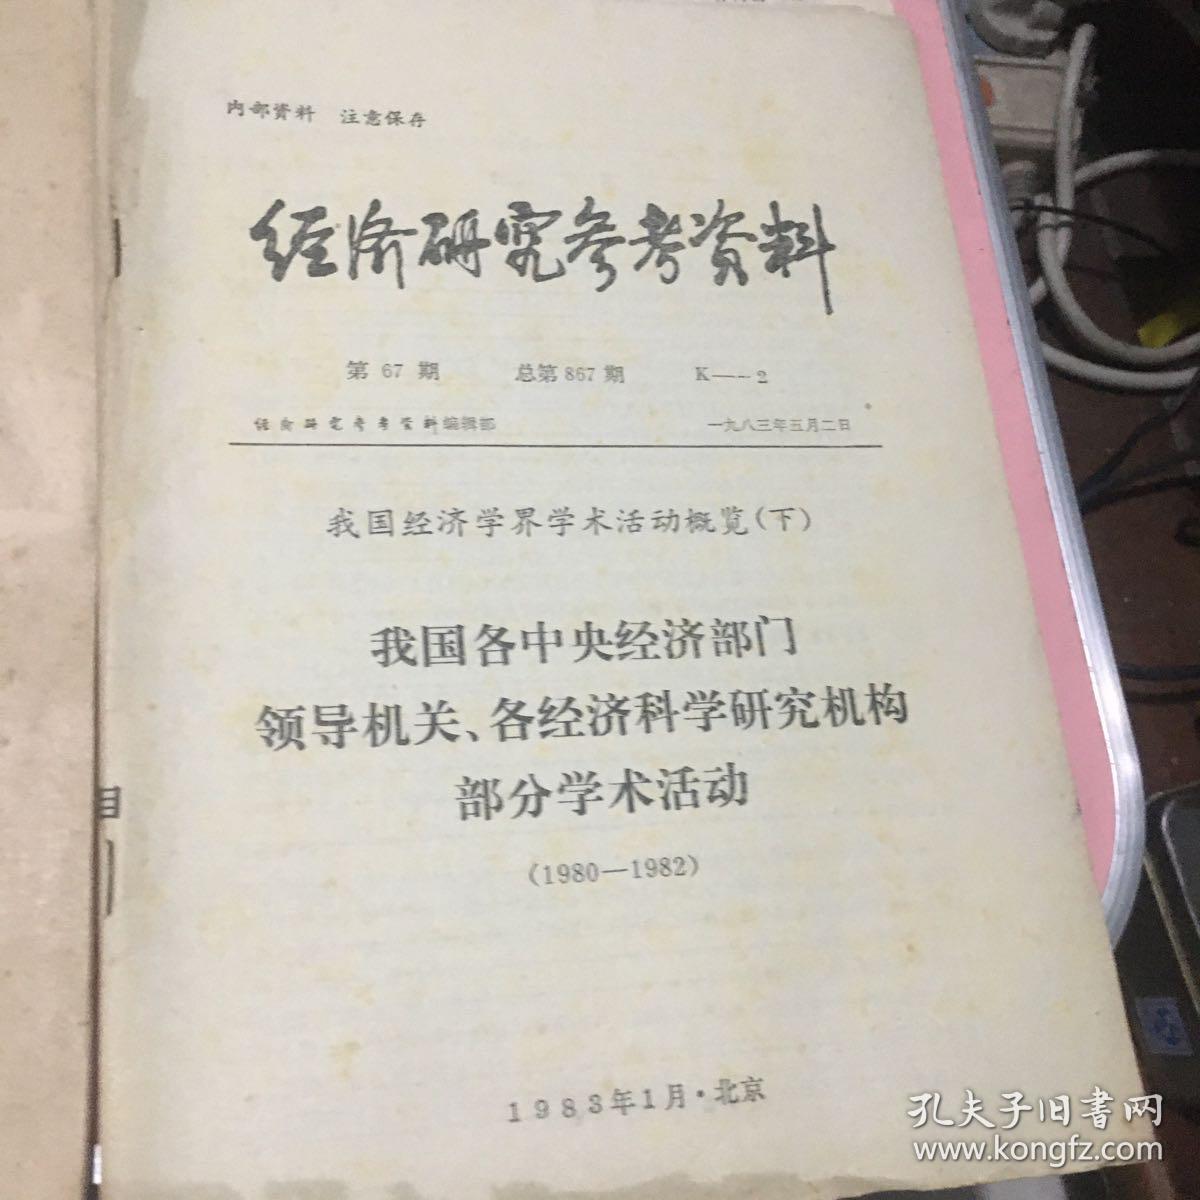 内部资料 注意保存
经济研究参考资料
第 67 期 总第 867 期 K——2
经济研究参考资料编辑部 一九八三年五月二日
我国经济学界学术活动概览(下)
我国各中央经济部门
领导机关、各经济科学研究机构
部分学术活动
(1980—1982)
1983年1月·北京
孔夫子旧书网
www.kongfz.com